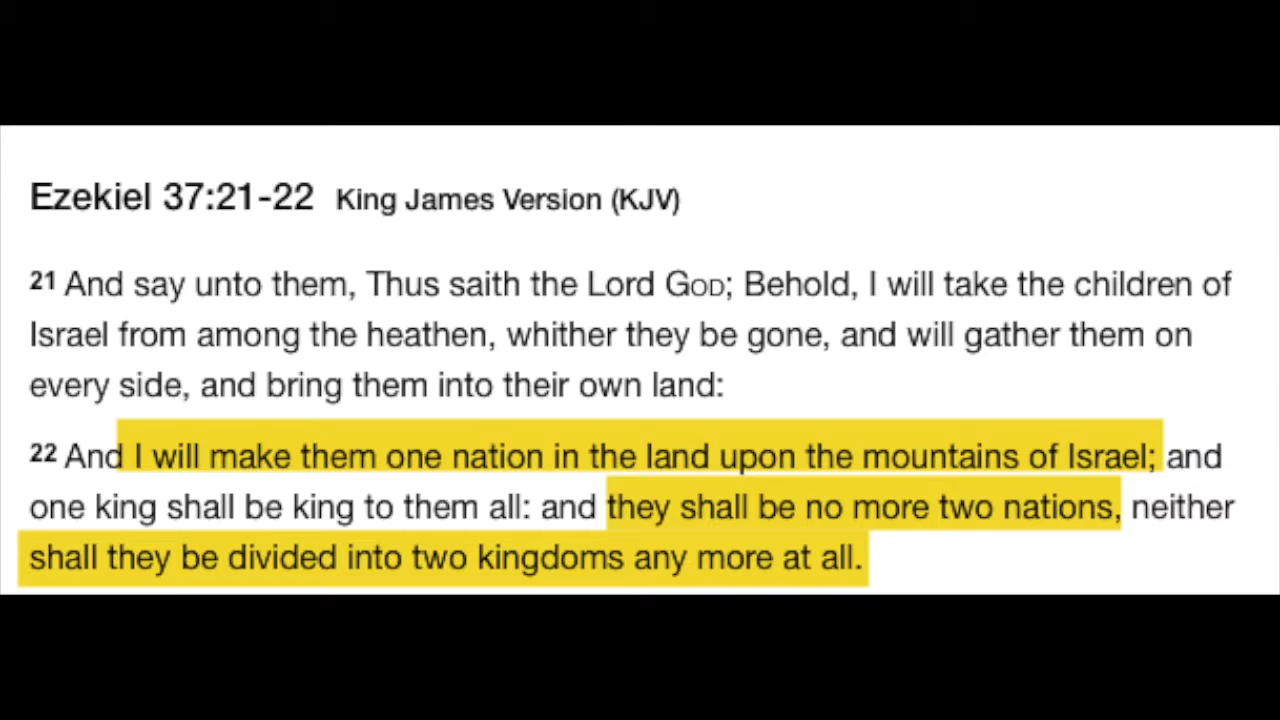 Ezekiel 37:21-22 King James Version (KJV)
21 And say unto them, Thus saith the Lord GOD; Behold, I will take the children of
Israel from among the heathen, whither they be gone, and will gather them on
every side, and bring them into their own land:
22 And I will make them one nation in the land upon the mountains of Israel; and
one king shall be king to them all: and they shall be no more two nations, neither
shall they be divided into two kingdoms any more at all.